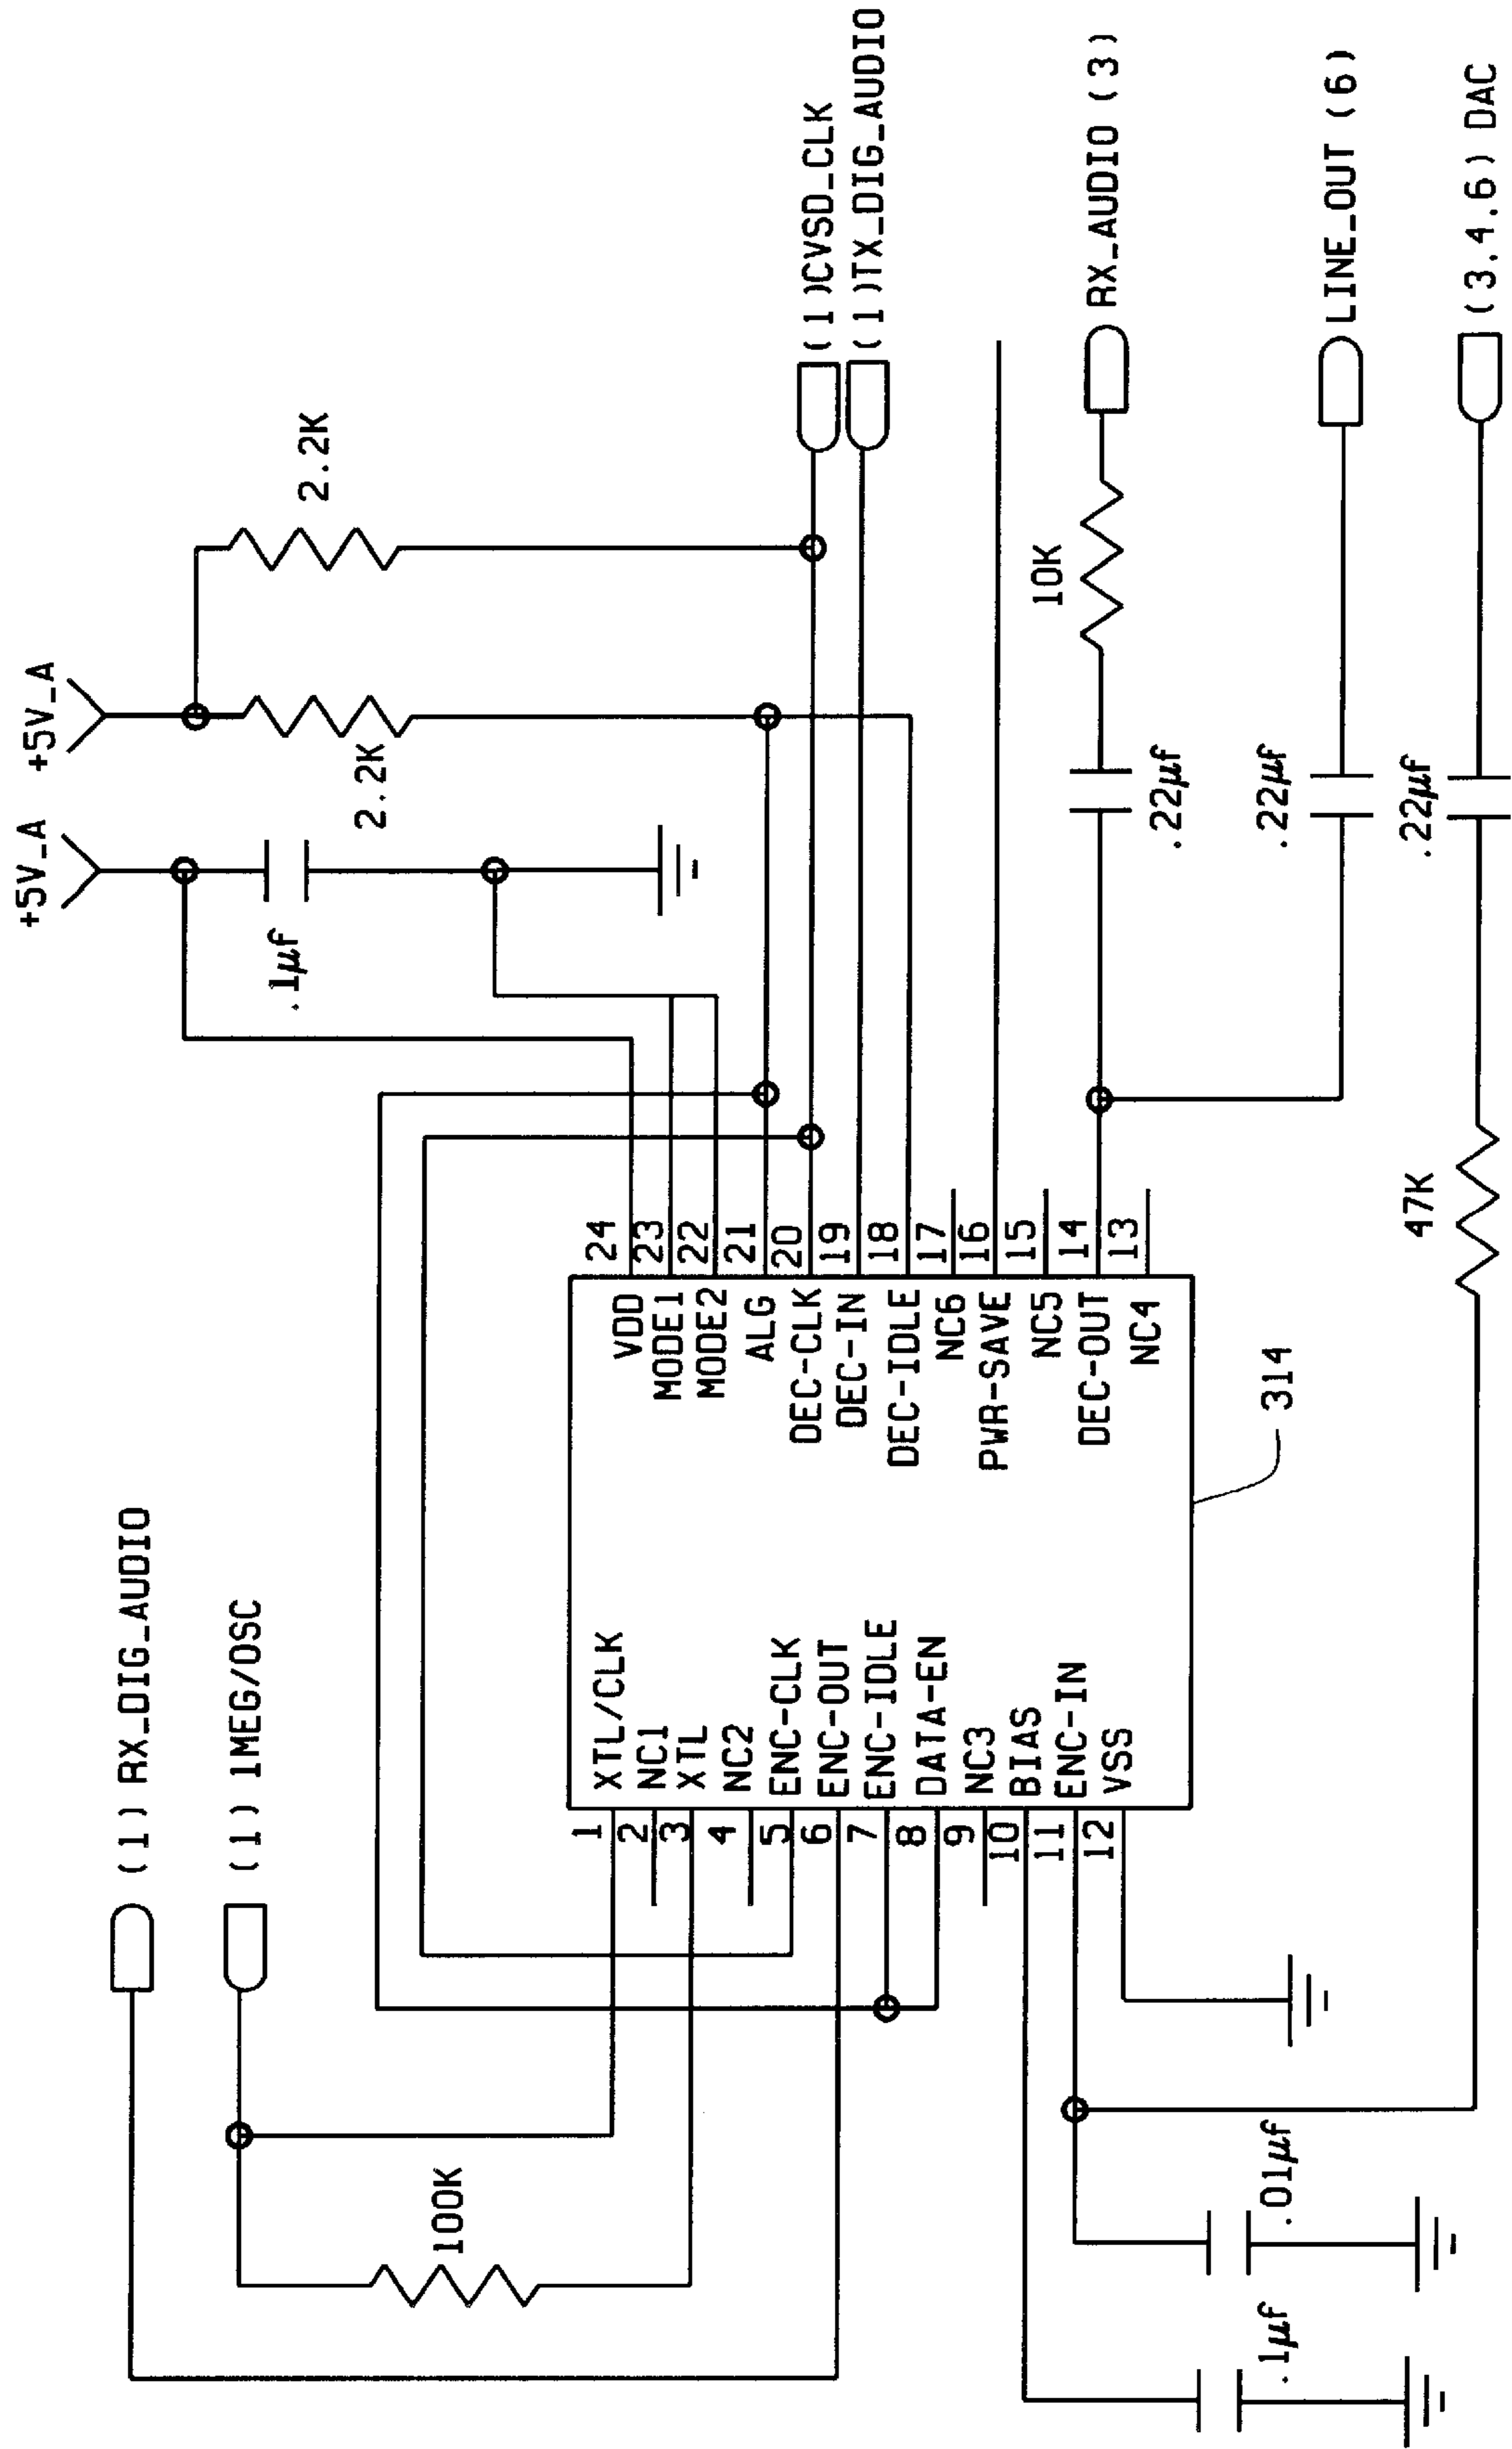 (1) RX_DIG_AUDIO
(1) 1MEG/OSC
100K
+5V_A
+5V_A
.1µf
2.2K
2.2K
(1)CVSD_CLK
(1)TX_DIG_AUDIO
1 XTL/CLK
2 NC1
3 XTL
4 NC2
5 ENC-CLK
6 ENC-OUT
7 ENC-IDLE
8 DATA-EN
9 NC3
10 BIAS
11 ENC-IN
12 VSS
VDD 24
MODE1 23
MODE2 22
ALG 21
DEC-CLK 20
DEC-IN 19
DEC-IDLE 18
NC6 17
PWR-SAVE 16
NC5 15
DEC-OUT 14
NC4 13
314
10K
.22µf
RX_AUDIO (3)
.22µf
LINE_OUT (6)
.1µf
.01µf
47K
.22µf
(3.4.6) DAC